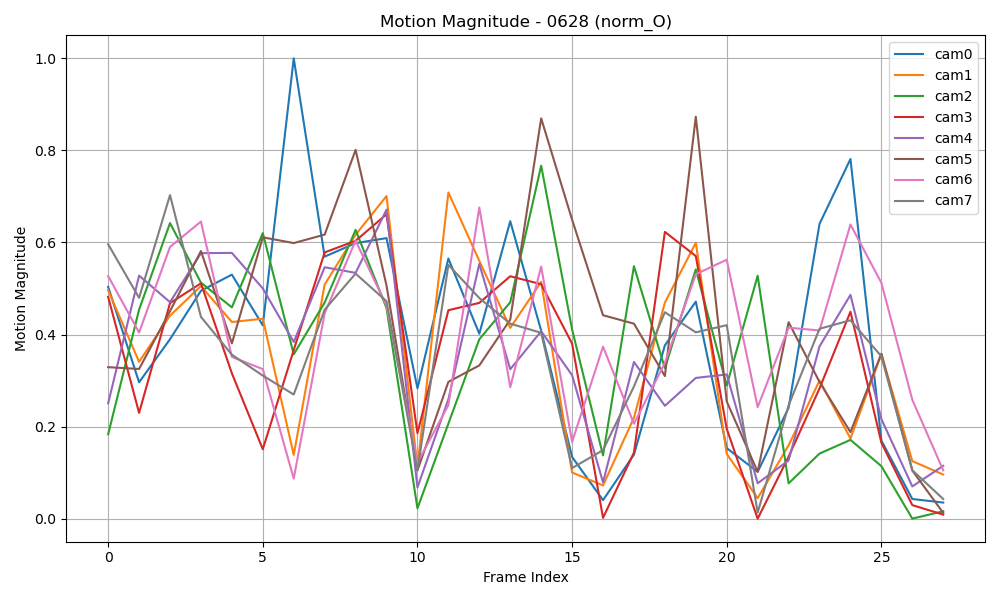 Motion Magnitude - 0628 (norm_O)
1.0
0.8
0.6
0.4
0.2
0.0
Motion Magnitude
0
5
10
15
20
25
Frame Index
cam0
cam1
cam2
cam3
cam4
cam5
cam6
cam7